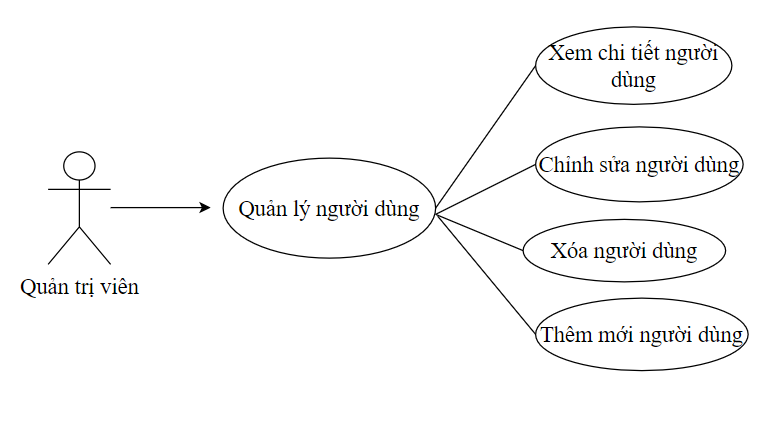 Quản trị viên
Quản lý người dùng
Xem chi tiết người
dùng
Chỉnh sửa người dùng
Xóa người dùng
Thêm mới người dùng